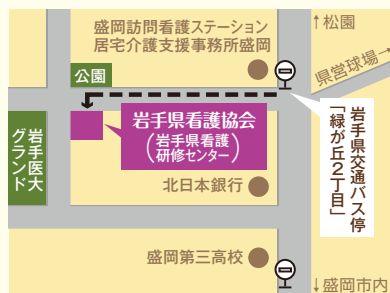 盛岡訪問看護ステーション
居宅介護支援事務所盛岡
↑松園
県営球場→
公園
岩手県看護協会
(岩手県看護
研修センター)
岩手医大
グランド
岩手県交通バス停
「緑が丘2丁目」
北日本銀行
盛岡第三高校
↓盛岡市内